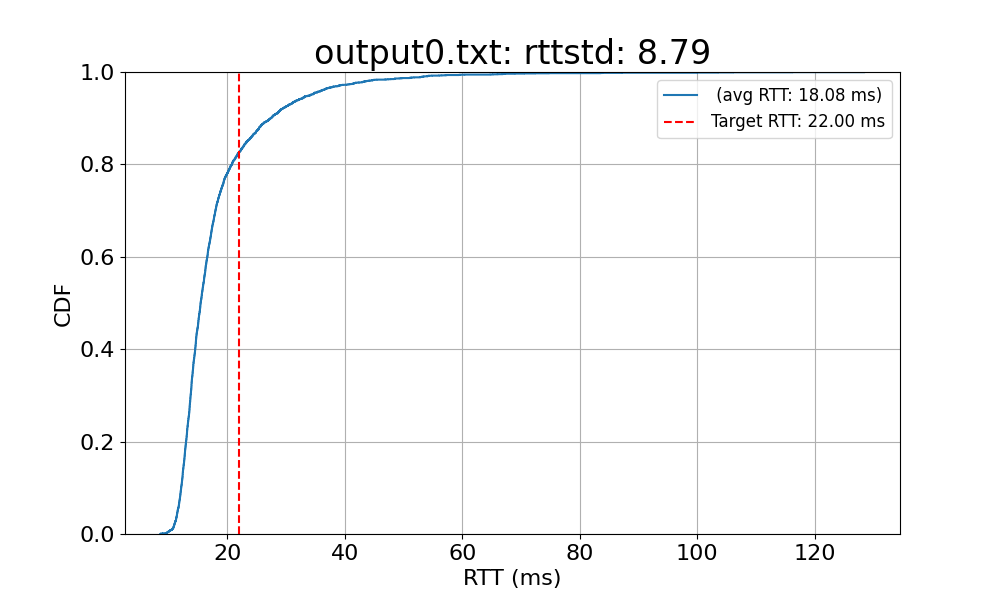 output0.txt: rttstd: 8.79
1.0
0.8
0.6
0.4
0.2
0.0
CDF
(avg RTT: 18.08 ms)
Target RTT: 22.00 ms
20 40 60 80 100 120
RTT (ms)